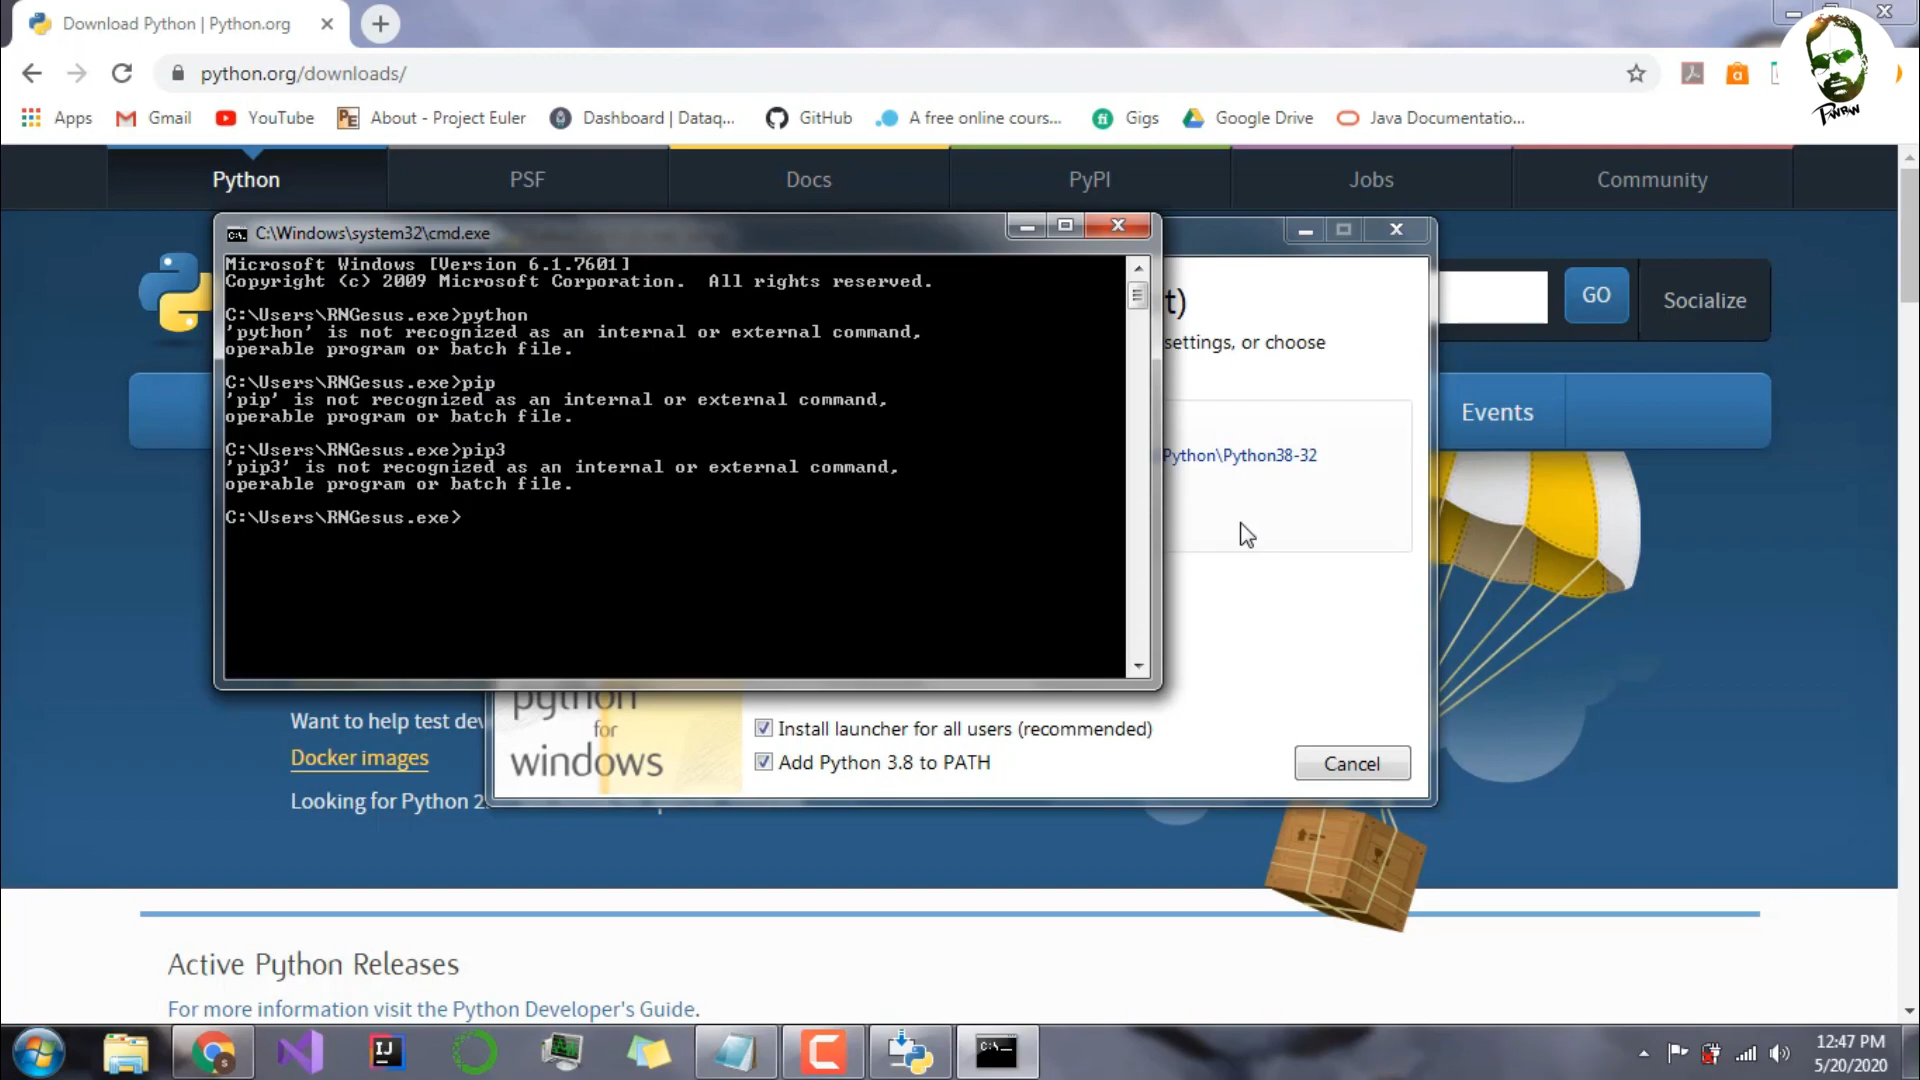 Download Python | Python.org
python.org/downloads/
Apps
Gmail
YouTube
About - Project Euler
Dashboard | Dataq...
GitHub
A free online cours...
Gigs
Google Drive
Java Documentatio...
Python
PSF
Docs
PyPI
Jobs
Community
C:\Windows\system32\cmd.exe
Microsoft Windows [Version 6.1.7601]
Copyright (c) 2009 Microsoft Corporation.  All rights reserved.
C:\Users\RNGesus.exe>python
'python' is not recognized as an internal or external command,
operable program or batch file.
C:\Users\RNGesus.exe>pip
'pip' is not recognized as an internal or external command,
operable program or batch file.
C:\Users\RNGesus.exe>pip3
'pip3' is not recognized as an internal or external command,
operable program or batch file.
C:\Users\RNGesus.exe>
t)
settings, or choose
Python\Python38-32
GO
Socialize
Events
python
for
windows
Install launcher for all users (recommended)
Add Python 3.8 to PATH
Cancel
Want to help test dev
Docker images
Looking for Python 2
Active Python Releases
For more information visit the Python Developer's Guide.
12:47 PM
5/20/2020